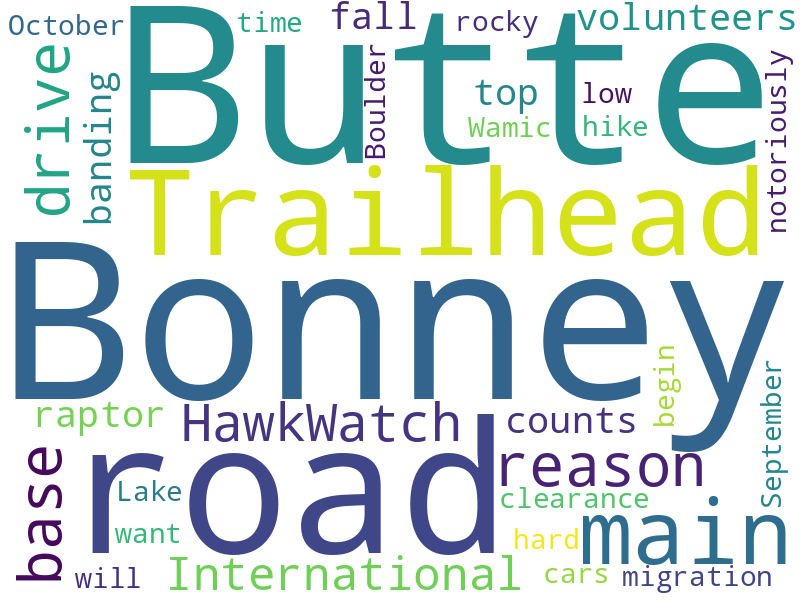 October
time
fall
rocky
volunteers
Butte
drive
banding
Boulder
top
low
Wamic
hike
notoriously
Trailhead
Bonney
begin
September
raptor
HawkWatch
counts
road
reason
base
Lake
clearance
want
main
hard
will
International
cars
migration